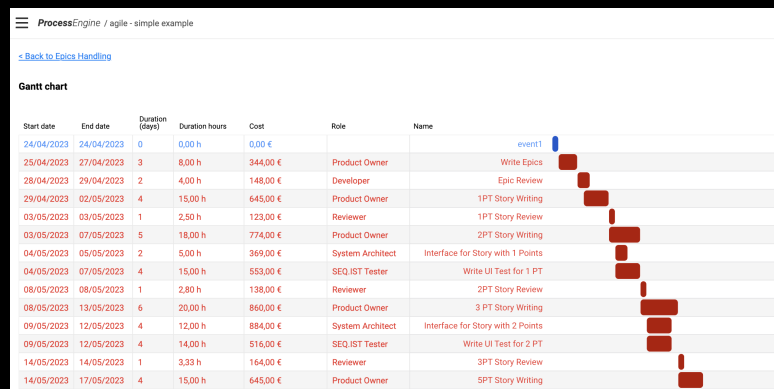 ProcessEngine / agile - simple example
< Back to Epics Handling
Gantt chart
Start date End date Duration (days) Duration hours Cost Role Name
24/04/2023 24/04/2023 0 0,00 h 0,00 € event1
25/04/2023 27/04/2023 3 8,00 h 344,00 € Product Owner Write Epics
28/04/2023 29/04/2023 2 4,00 h 148,00 € Developer Epic Review
29/04/2023 02/05/2023 4 15,00 h 645,00 € Product Owner 1PT Story Writing
03/05/2023 03/05/2023 1 2,50 h 123,00 € Reviewer 1PT Story Review
03/05/2023 07/05/2023 5 18,00 h 774,00 € Product Owner 2PT Story Writing
04/05/2023 05/05/2023 2 5,00 h 369,00 € System Architect Interface for Story with 1 Points
04/05/2023 07/05/2023 4 15,00 h 553,00 € SEQ.IST Tester Write UI Test for 1 PT
08/05/2023 08/05/2023 1 2,80 h 138,00 € Reviewer 2PT Story Review
08/05/2023 13/05/2023 6 20,00 h 860,00 € Product Owner 3 PT Story Writing
09/05/2023 12/05/2023 4 12,00 h 884,00 € System Architect Interface for Story with 2 Points
09/05/2023 12/05/2023 4 14,00 h 516,00 € SEQ.IST Tester Write UI Test for 2 PT
14/05/2023 14/05/2023 1 3,33 h 164,00 € Reviewer 3PT Story Review
14/05/2023 17/05/2023 4 15,00 h 645,00 € Product Owner 5PT Story Writing